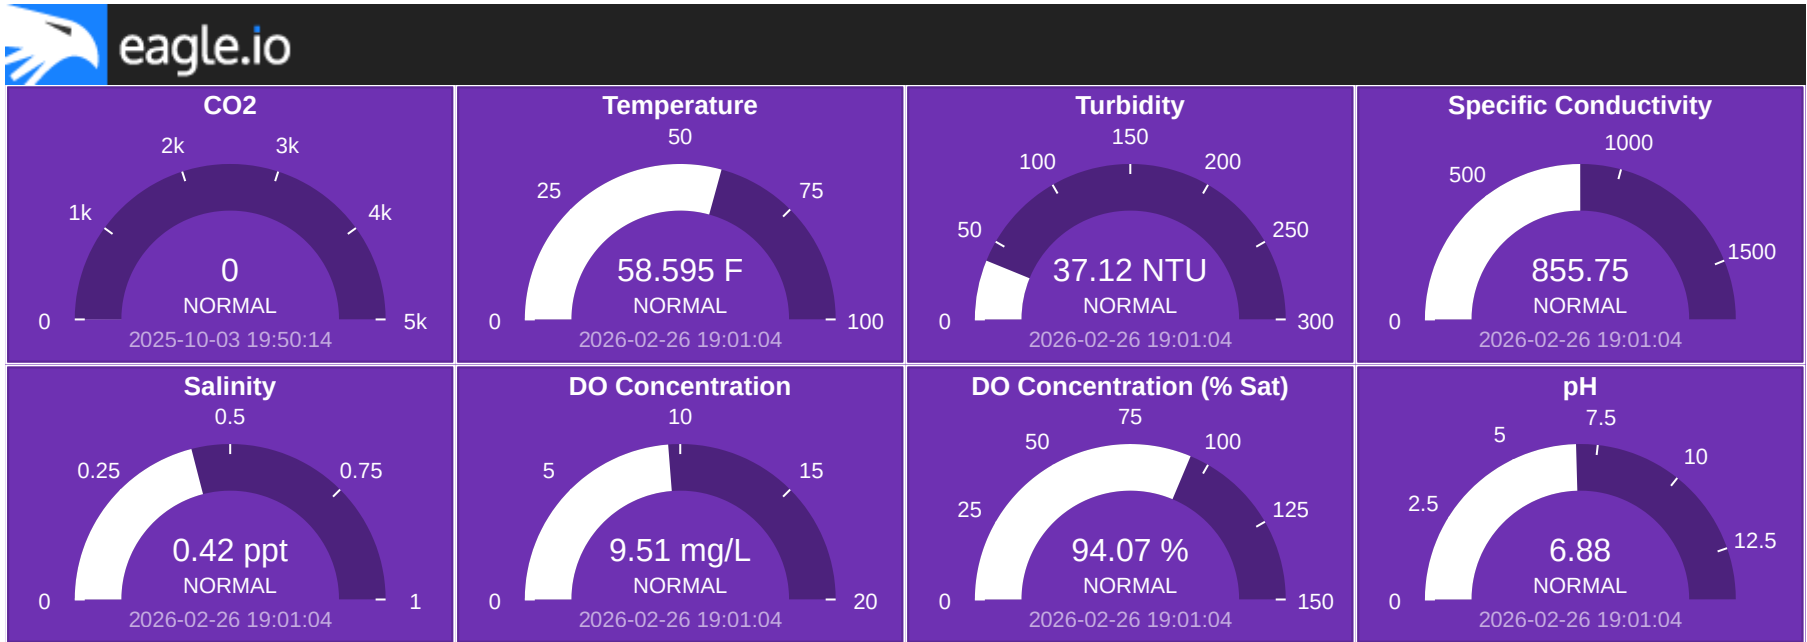 eagle.io
CO2
2k
3k
1k
4k
0
NORMAL
0
5k
2025-10-03 19:50:14
Temperature
50
25
75
58.595 F
NORMAL
0
100
2026-02-26 19:01:04
Turbidity
150
100
200
50
250
37.12 NTU
NORMAL
0
300
2026-02-26 19:01:04
Specific Conductivity
1000
500
1500
855.75
NORMAL
0
2026-02-26 19:01:04
Salinity
0.5
0.25
0.75
0.42 ppt
NORMAL
0
1
2026-02-26 19:01:04
DO Concentration
10
5
15
9.51 mg/L
NORMAL
0
20
2026-02-26 19:01:04
DO Concentration (% Sat)
75
50
100
25
125
94.07 %
NORMAL
0
150
2026-02-26 19:01:04
pH
7.5
5
10
2.5
12.5
6.88
NORMAL
0
2026-02-26 19:01:04